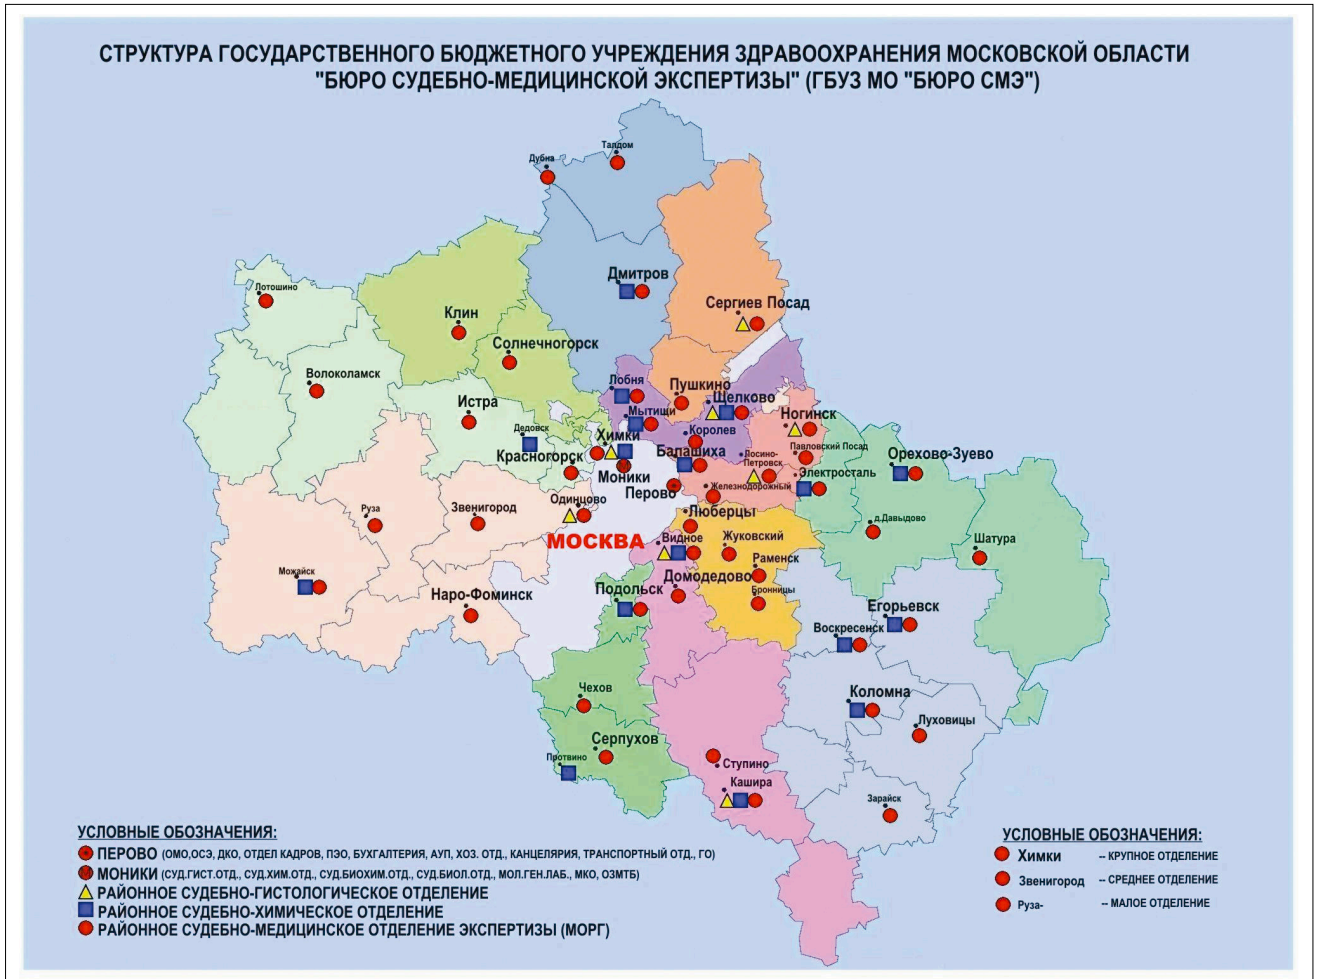 СТРУКТУРА ГОСУДАРСТВЕННОГО БЮДЖЕТНОГО УЧРЕЖДЕНИЯ ЗДРАВООХРАНЕНИЯ МОСКОВСКОЙ ОБЛАСТИ
"БЮРО СУДЕБНО-МЕДИЦИНСКОЙ ЭКСПЕРТИЗЫ" (ГБУЗ МО "БЮРО СМЭ")
Талдом
Дубна
Дмитров
Лотошино
Сергиев Посад
Клин
Солнечногорск
Волоколамск
Лобня
Пушкино
Щелково
Истра
Мытищи
Ногинск
Дедовск
Химки
Королев
Павловский Посад
Красногорск
Балашиха
Лосино-
Петровск
Орехово-Зуево
Моники
Электросталь
Перово
Железнодорожный
Одинцово
Руза
Звенигород
Люберцы
д.Давыдово
МОСКВА
Видное
Жуковский
Шатура
Раменск
Можайск
Домодедово
Подольск
Бронницы
Наро-Фоминск
Егорьевск
Воскресенск
Чехов
Коломна
Луховицы
Серпухов
Протвино
Ступино
Кашира
Зарайск
УСЛОВНЫЕ ОБОЗНАЧЕНИЯ:
ПЕРОВО (ОМО,ОСЭ, ДКО, ОТДЕЛ КАДРОВ, ПЭО, БУХГАЛТЕРИЯ, АУП, ХОЗ. ОТД., КАНЦЕЛЯРИЯ, ТРАНСПОРТНЫЙ ОТД., ГО)
МОНИКИ (СУД.ГИСТ.ОТД., СУД.ХИМ.ОТД., СУД.БИОХИМ.ОТД., СУД.БИОЛ.ОТД., МОЛ.ГЕН.ЛАБ., МКО, ОЗМТБ)
РАЙОННОЕ СУДЕБНО-ГИСТОЛОГИЧЕСКОЕ ОТДЕЛЕНИЕ
РАЙОННОЕ СУДЕБНО-ХИМИЧЕСКОЕ ОТДЕЛЕНИЕ
РАЙОННОЕ СУДЕБНО-МЕДИЦИНСКОЕ ОТДЕЛЕНИЕ ЭКСПЕРТИЗЫ (МОРГ)
УСЛОВНЫЕ ОБОЗНАЧЕНИЯ:
Химки -- КРУПНОЕ ОТДЕЛЕНИЕ
Звенигород -- СРЕДНЕЕ ОТДЕЛЕНИЕ
Руза- -- МАЛОЕ ОТДЕЛЕНИЕ